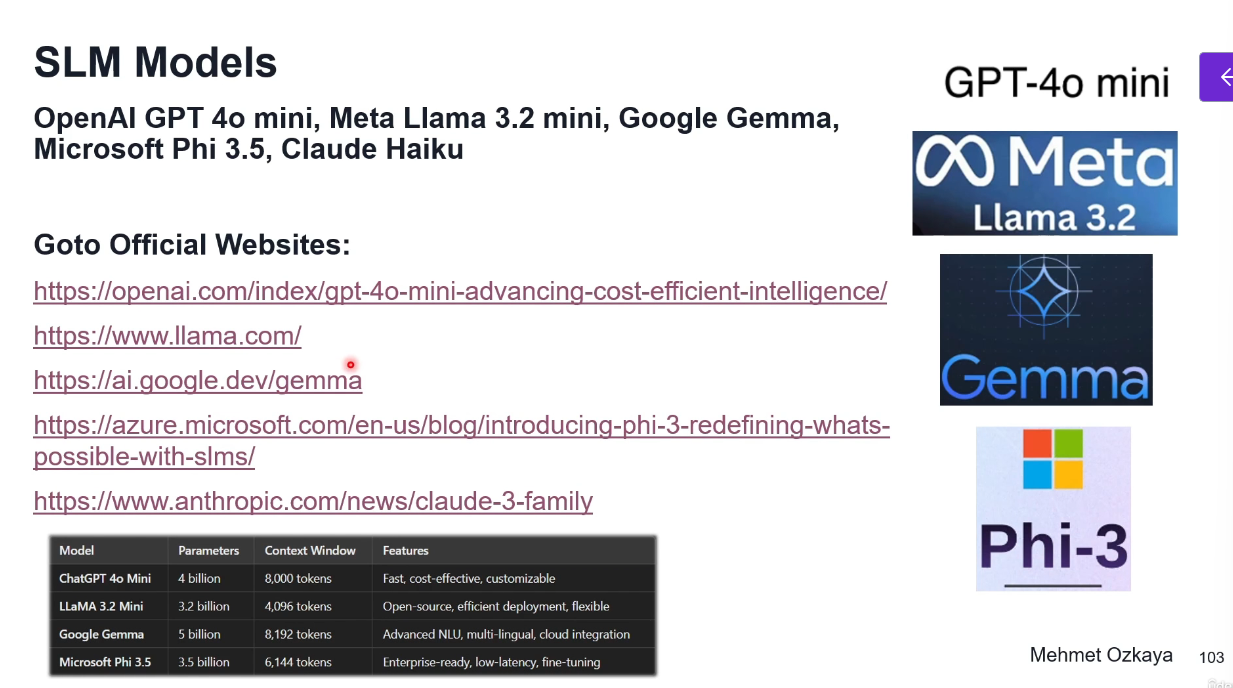 SLM Models
OpenAI GPT 4o mini, Meta Llama 3.2 mini, Google Gemma,
Microsoft Phi 3.5, Claude Haiku
Goto Official Websites:
https://openai.com/index/gpt-4o-mini-advancing-cost-efficient-intelligence/
https://www.llama.com/
https://ai.google.dev/gemma
https://azure.microsoft.com/en-us/blog/introducing-phi-3-redefining-whats-
possible-with-slms/
https://www.anthropic.com/news/claude-3-family
Model Parameters Context Window Features
ChatGPT 4o Mini 4 billion 8,000 tokens Fast, cost-effective, customizable
LLaMA 3.2 Mini 3.2 billion 4,096 tokens Open-source, efficient deployment, flexible
Google Gemma 5 billion 8,192 tokens Advanced NLU, multi-lingual, cloud integration
Microsoft Phi 3.5 3.5 billion 6,144 tokens Enterprise-ready, low-latency, fine-tuning
GPT-4o mini
Meta
Llama 3.2
Gemma
Phi-3
Mehmet Ozkaya 103